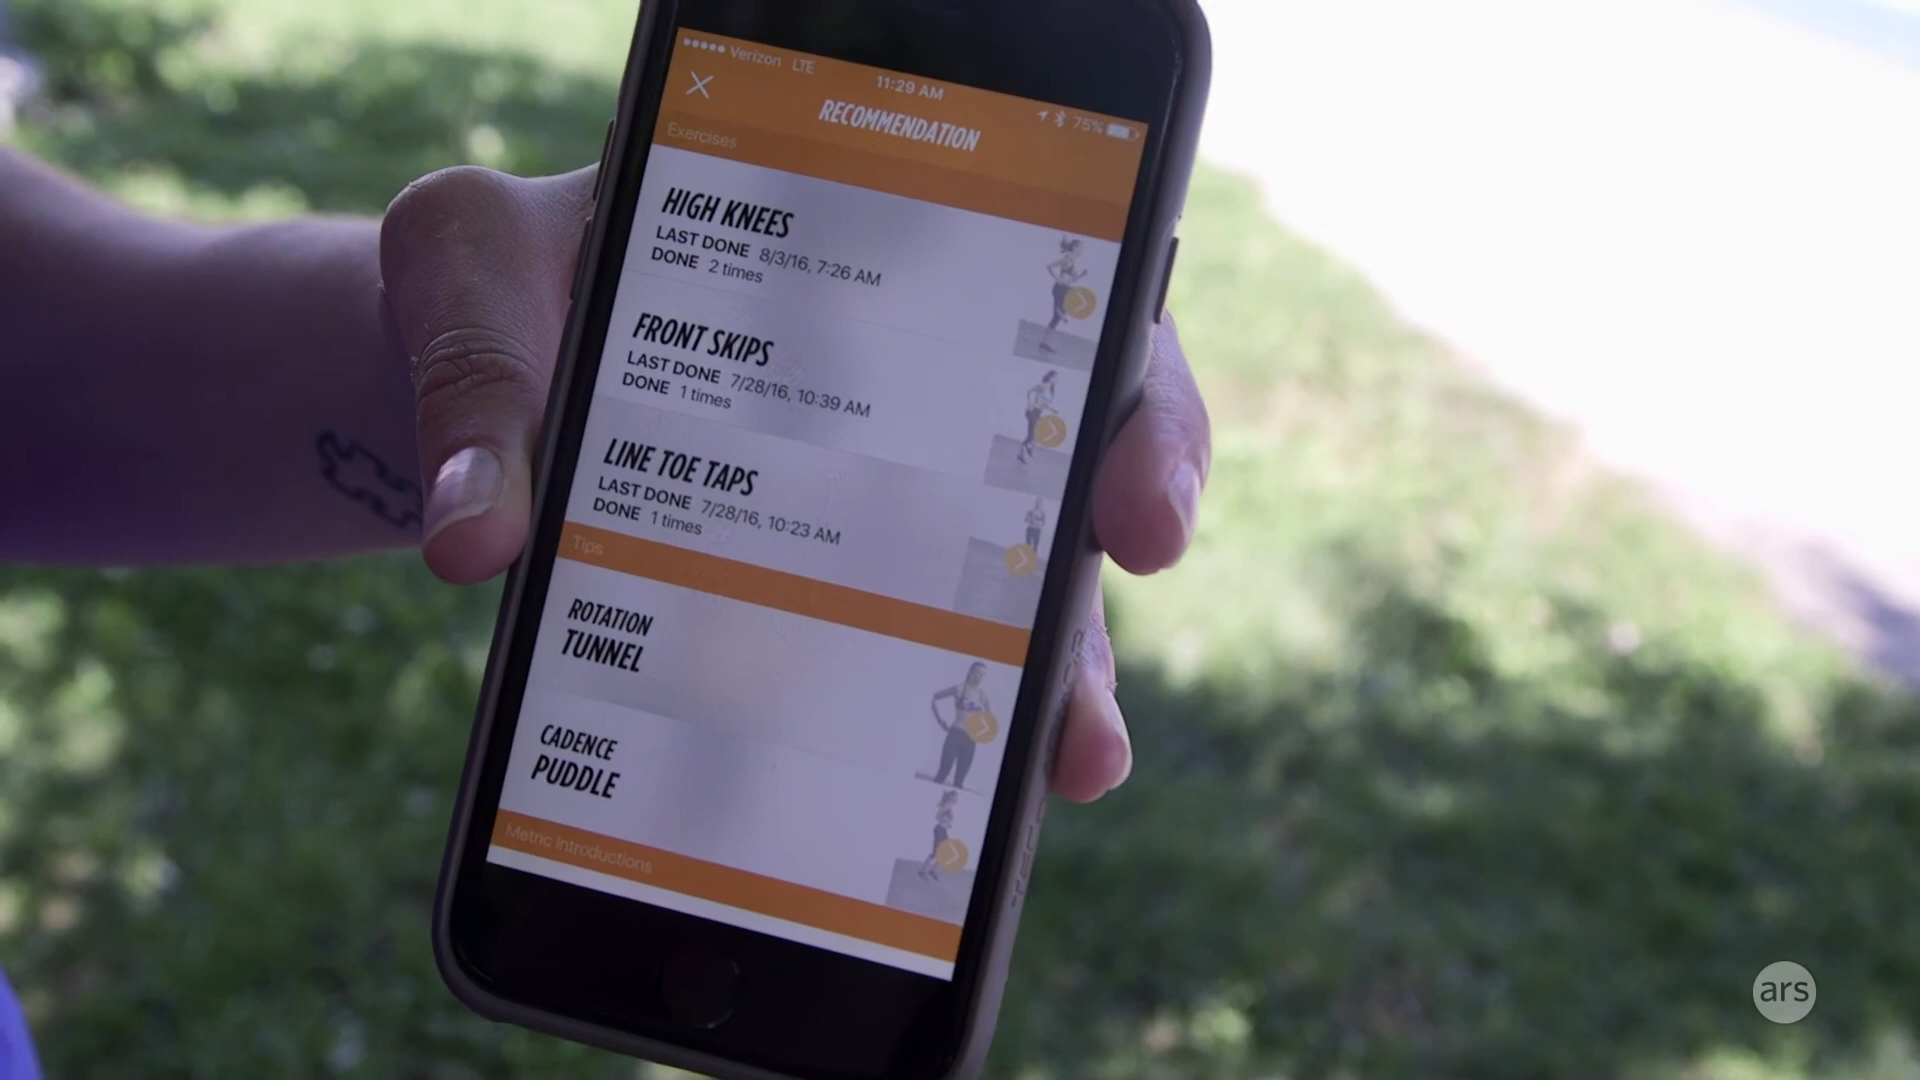 Verizon LTE
11:29 AM
75%
RECOMMENDATION
Exercises
HIGH KNEES
LAST DONE 8/3/16, 7:26 AM
DONE 2 times
FRONT SKIPS
LAST DONE 7/28/16, 10:39 AM
DONE 1 times
LINE TOE TAPS
LAST DONE 7/28/16, 10:23 AM
DONE 1 times
Tips
ROTATION
TUNNEL
CADENCE
PUDDLE
Metric Introductions
ars